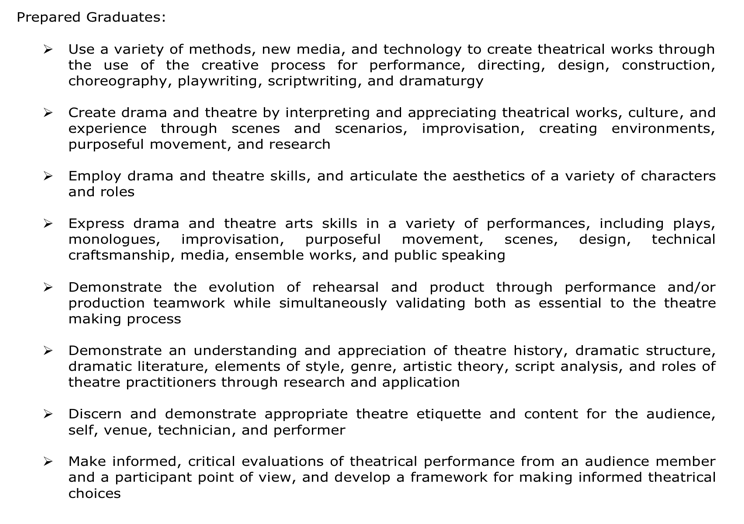 Prepared Graduates:
➢ Use a variety of methods, new media, and technology to create theatrical works through
the use of the creative process for performance, directing, design, construction,
choreography, playwriting, scriptwriting, and dramaturgy
➢ Create drama and theatre by interpreting and appreciating theatrical works, culture, and
experience through scenes and scenarios, improvisation, creating environments,
purposeful movement, and research
➢ Employ drama and theatre skills, and articulate the aesthetics of a variety of characters
and roles
➢ Express drama and theatre arts skills in a variety of performances, including plays,
monologues, improvisation, purposeful movement, scenes, design, technical
craftsmanship, media, ensemble works, and public speaking
➢ Demonstrate the evolution of rehearsal and product through performance and/or
production teamwork while simultaneously validating both as essential to the theatre
making process
➢ Demonstrate an understanding and appreciation of theatre history, dramatic structure,
dramatic literature, elements of style, genre, artistic theory, script analysis, and roles of
theatre practitioners through research and application
➢ Discern and demonstrate appropriate theatre etiquette and content for the audience,
self, venue, technician, and performer
➢ Make informed, critical evaluations of theatrical performance from an audience member
and a participant point of view, and develop a framework for making informed theatrical
choices